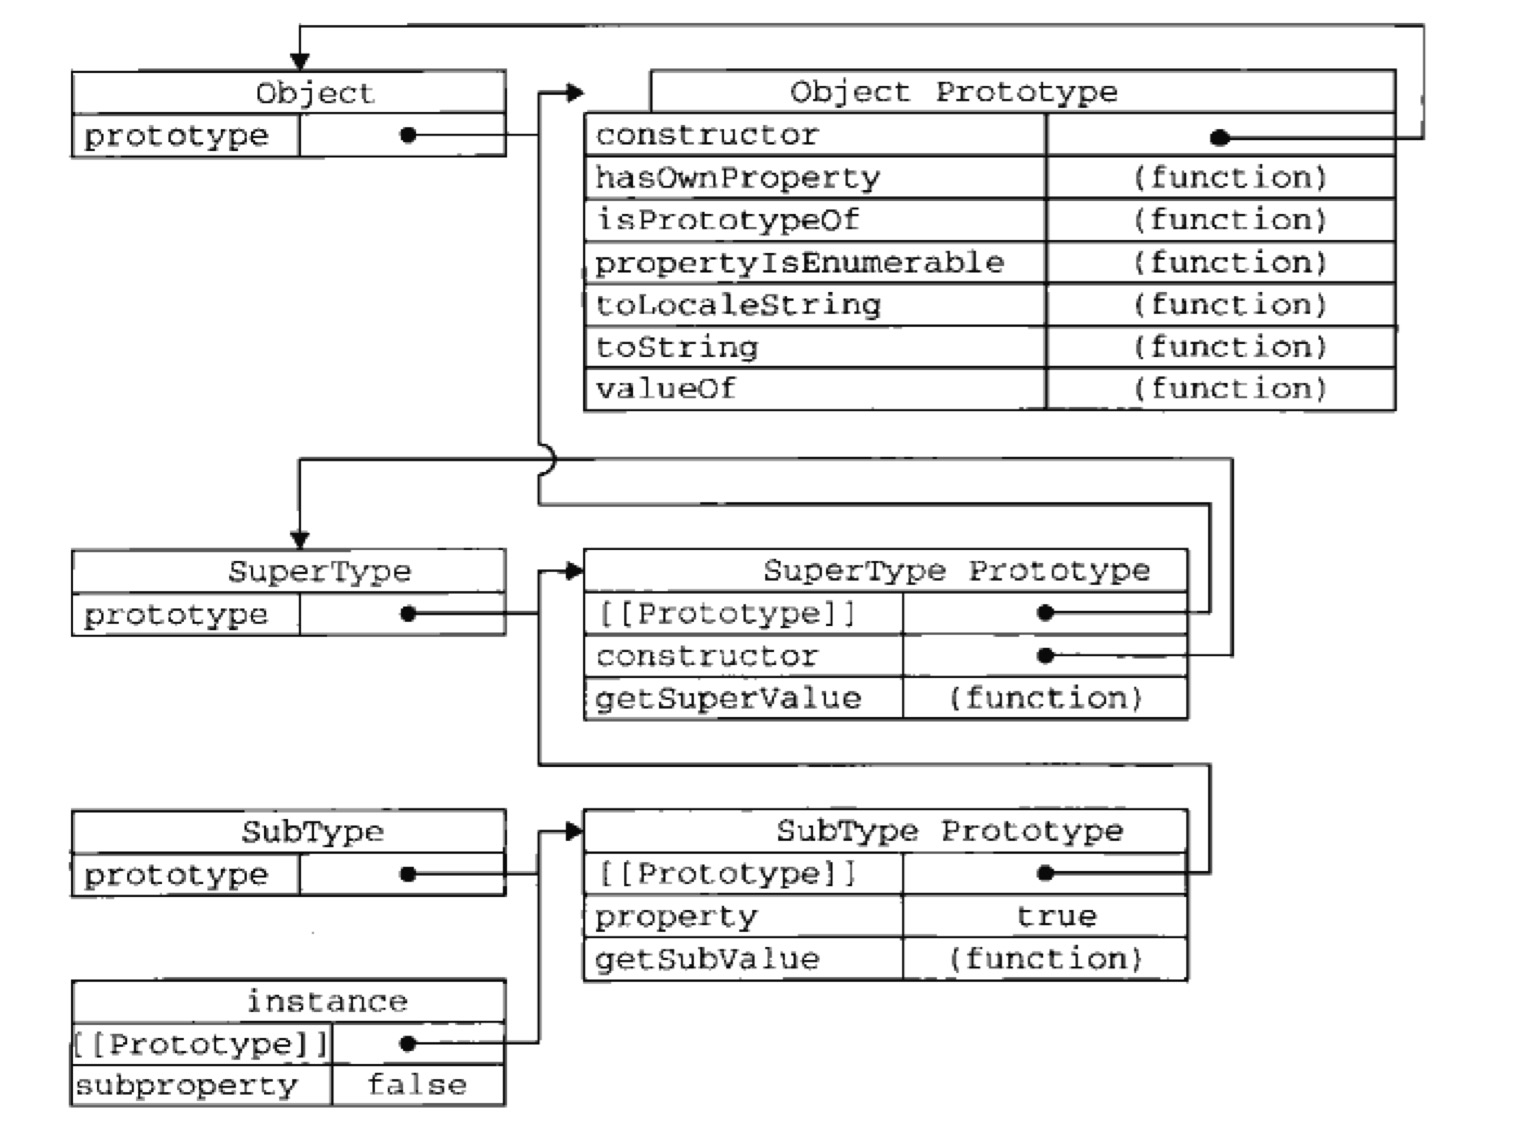 Object
prototype
Object Prototype
constructor
hasOwnProperty (function)
isPrototypeOf (function)
propertyIsEnumerable (function)
toLocaleString (function)
toString (function)
valueOf (function)
SuperType
prototype
SuperType Prototype
[[Prototype]]
constructor
getSuperValue (function)
SubType
prototype
SubType Prototype
[[Prototype]]
property true
getSubValue (function)
instance
[[Prototype]]
subproperty false